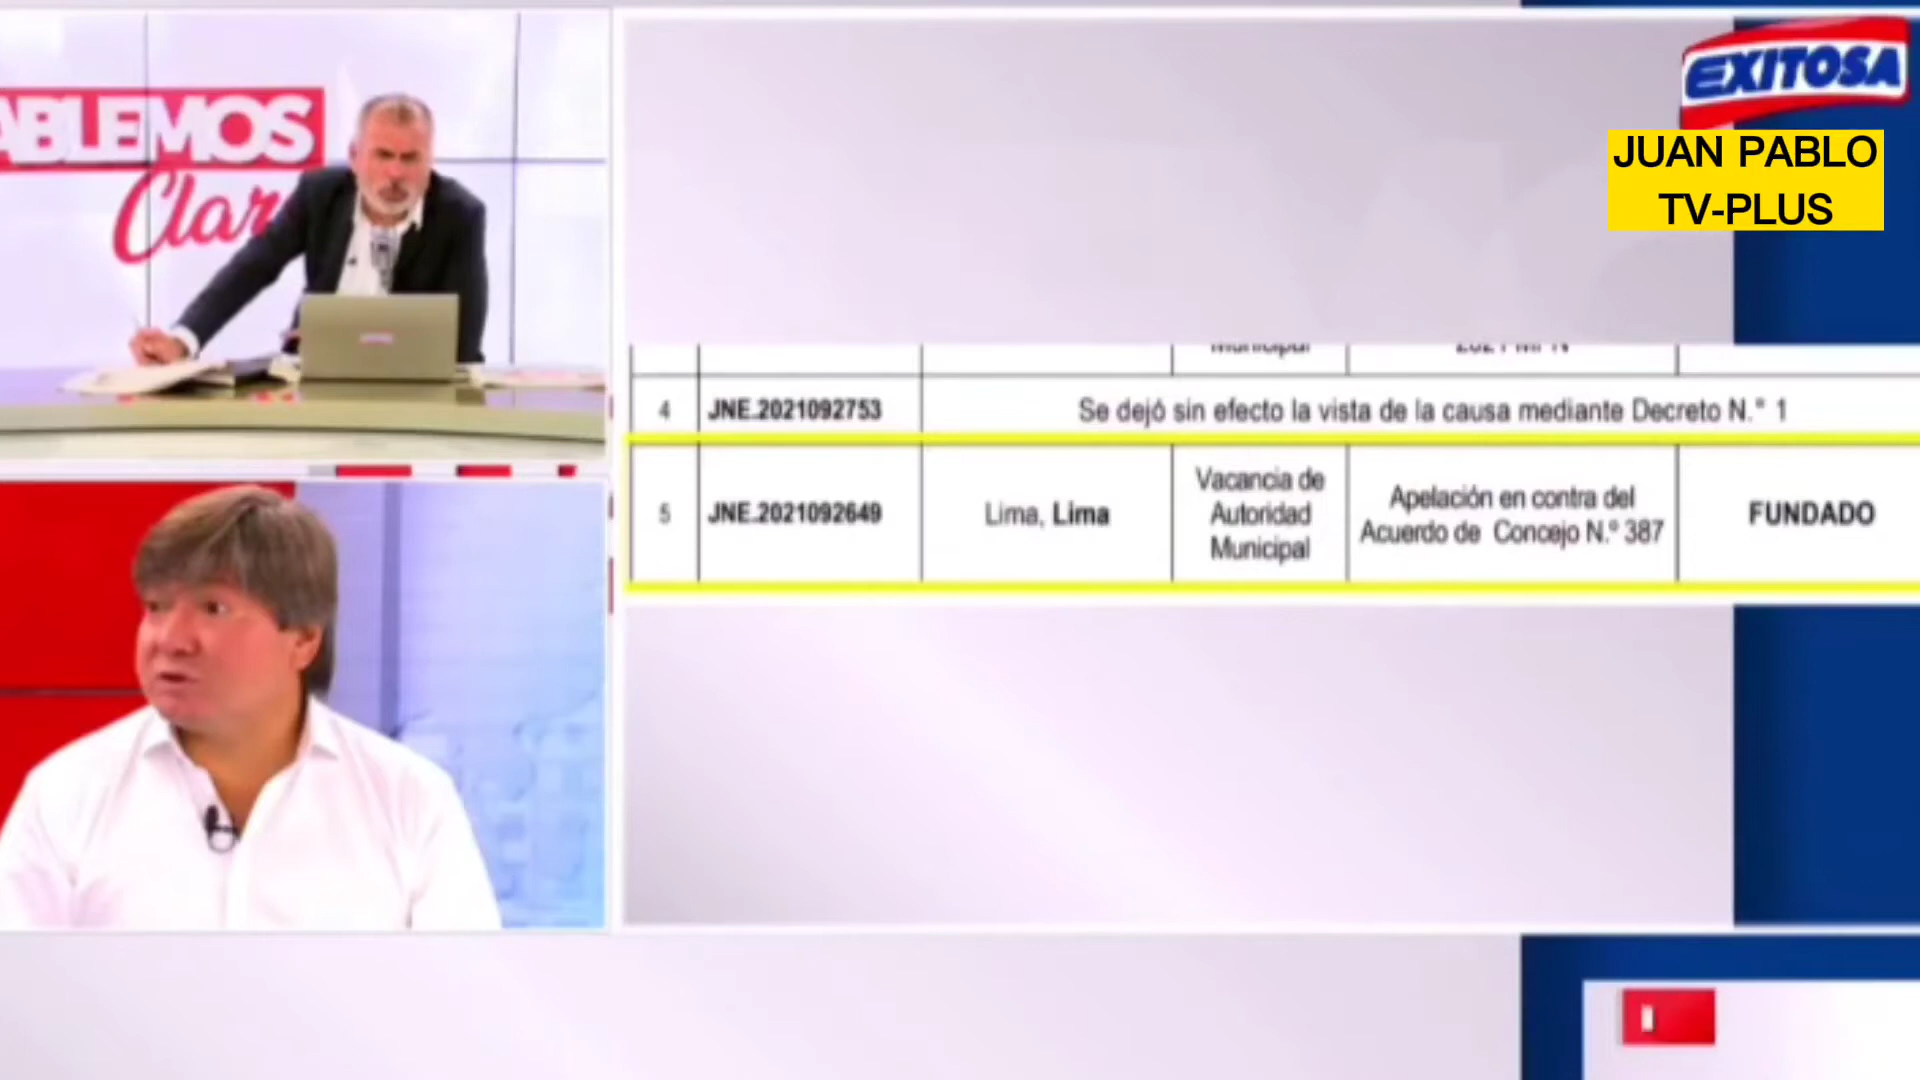 ABLEMOS
Clar
EXITOSA
JUAN PABLO
TV-PLUS
Municipal
4 JNE.2021092753 Se dejó sin efecto la vista de la causa mediante Decreto N.° 1
5 JNE.2021092649 Lima, Lima Vacancia de Autoridad Municipal Apelación en contra del Acuerdo de Concejo N.º 387 FUNDADO